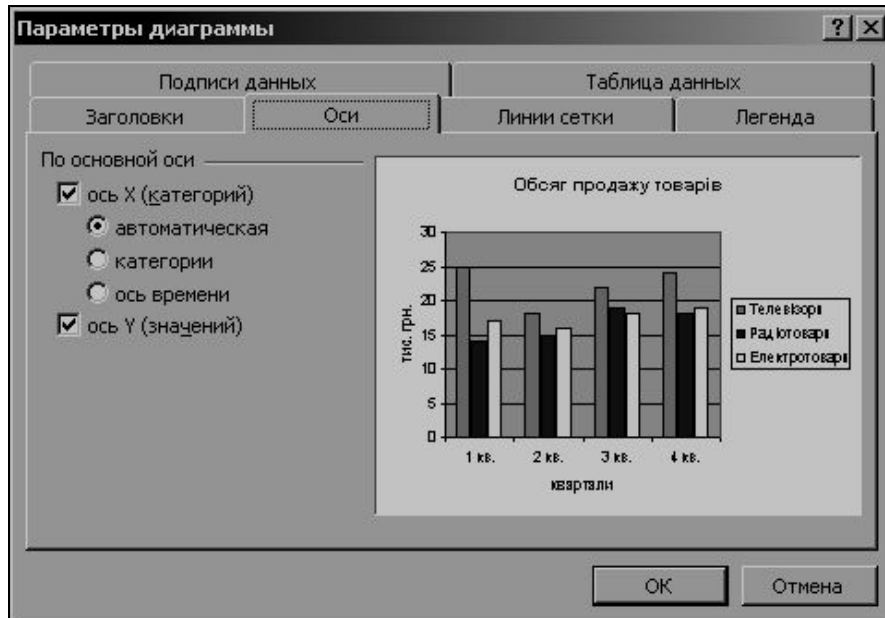 Параметры диаграммы
Подписи данных
Таблица данных
Заголовки
Оси
Линии сетки
Легенда
По основной оси
ось X (категорий)
автоматическая
категории
ось времени
ось Y (значений)
Обсяг продажу товарів
тис. грн.
30
25
20
15
10
5
0
1 кв.
2 кв.
3 кв.
4 кв.
квартали
Телевізори
Радіотовари
Електротовари
OK
Отмена